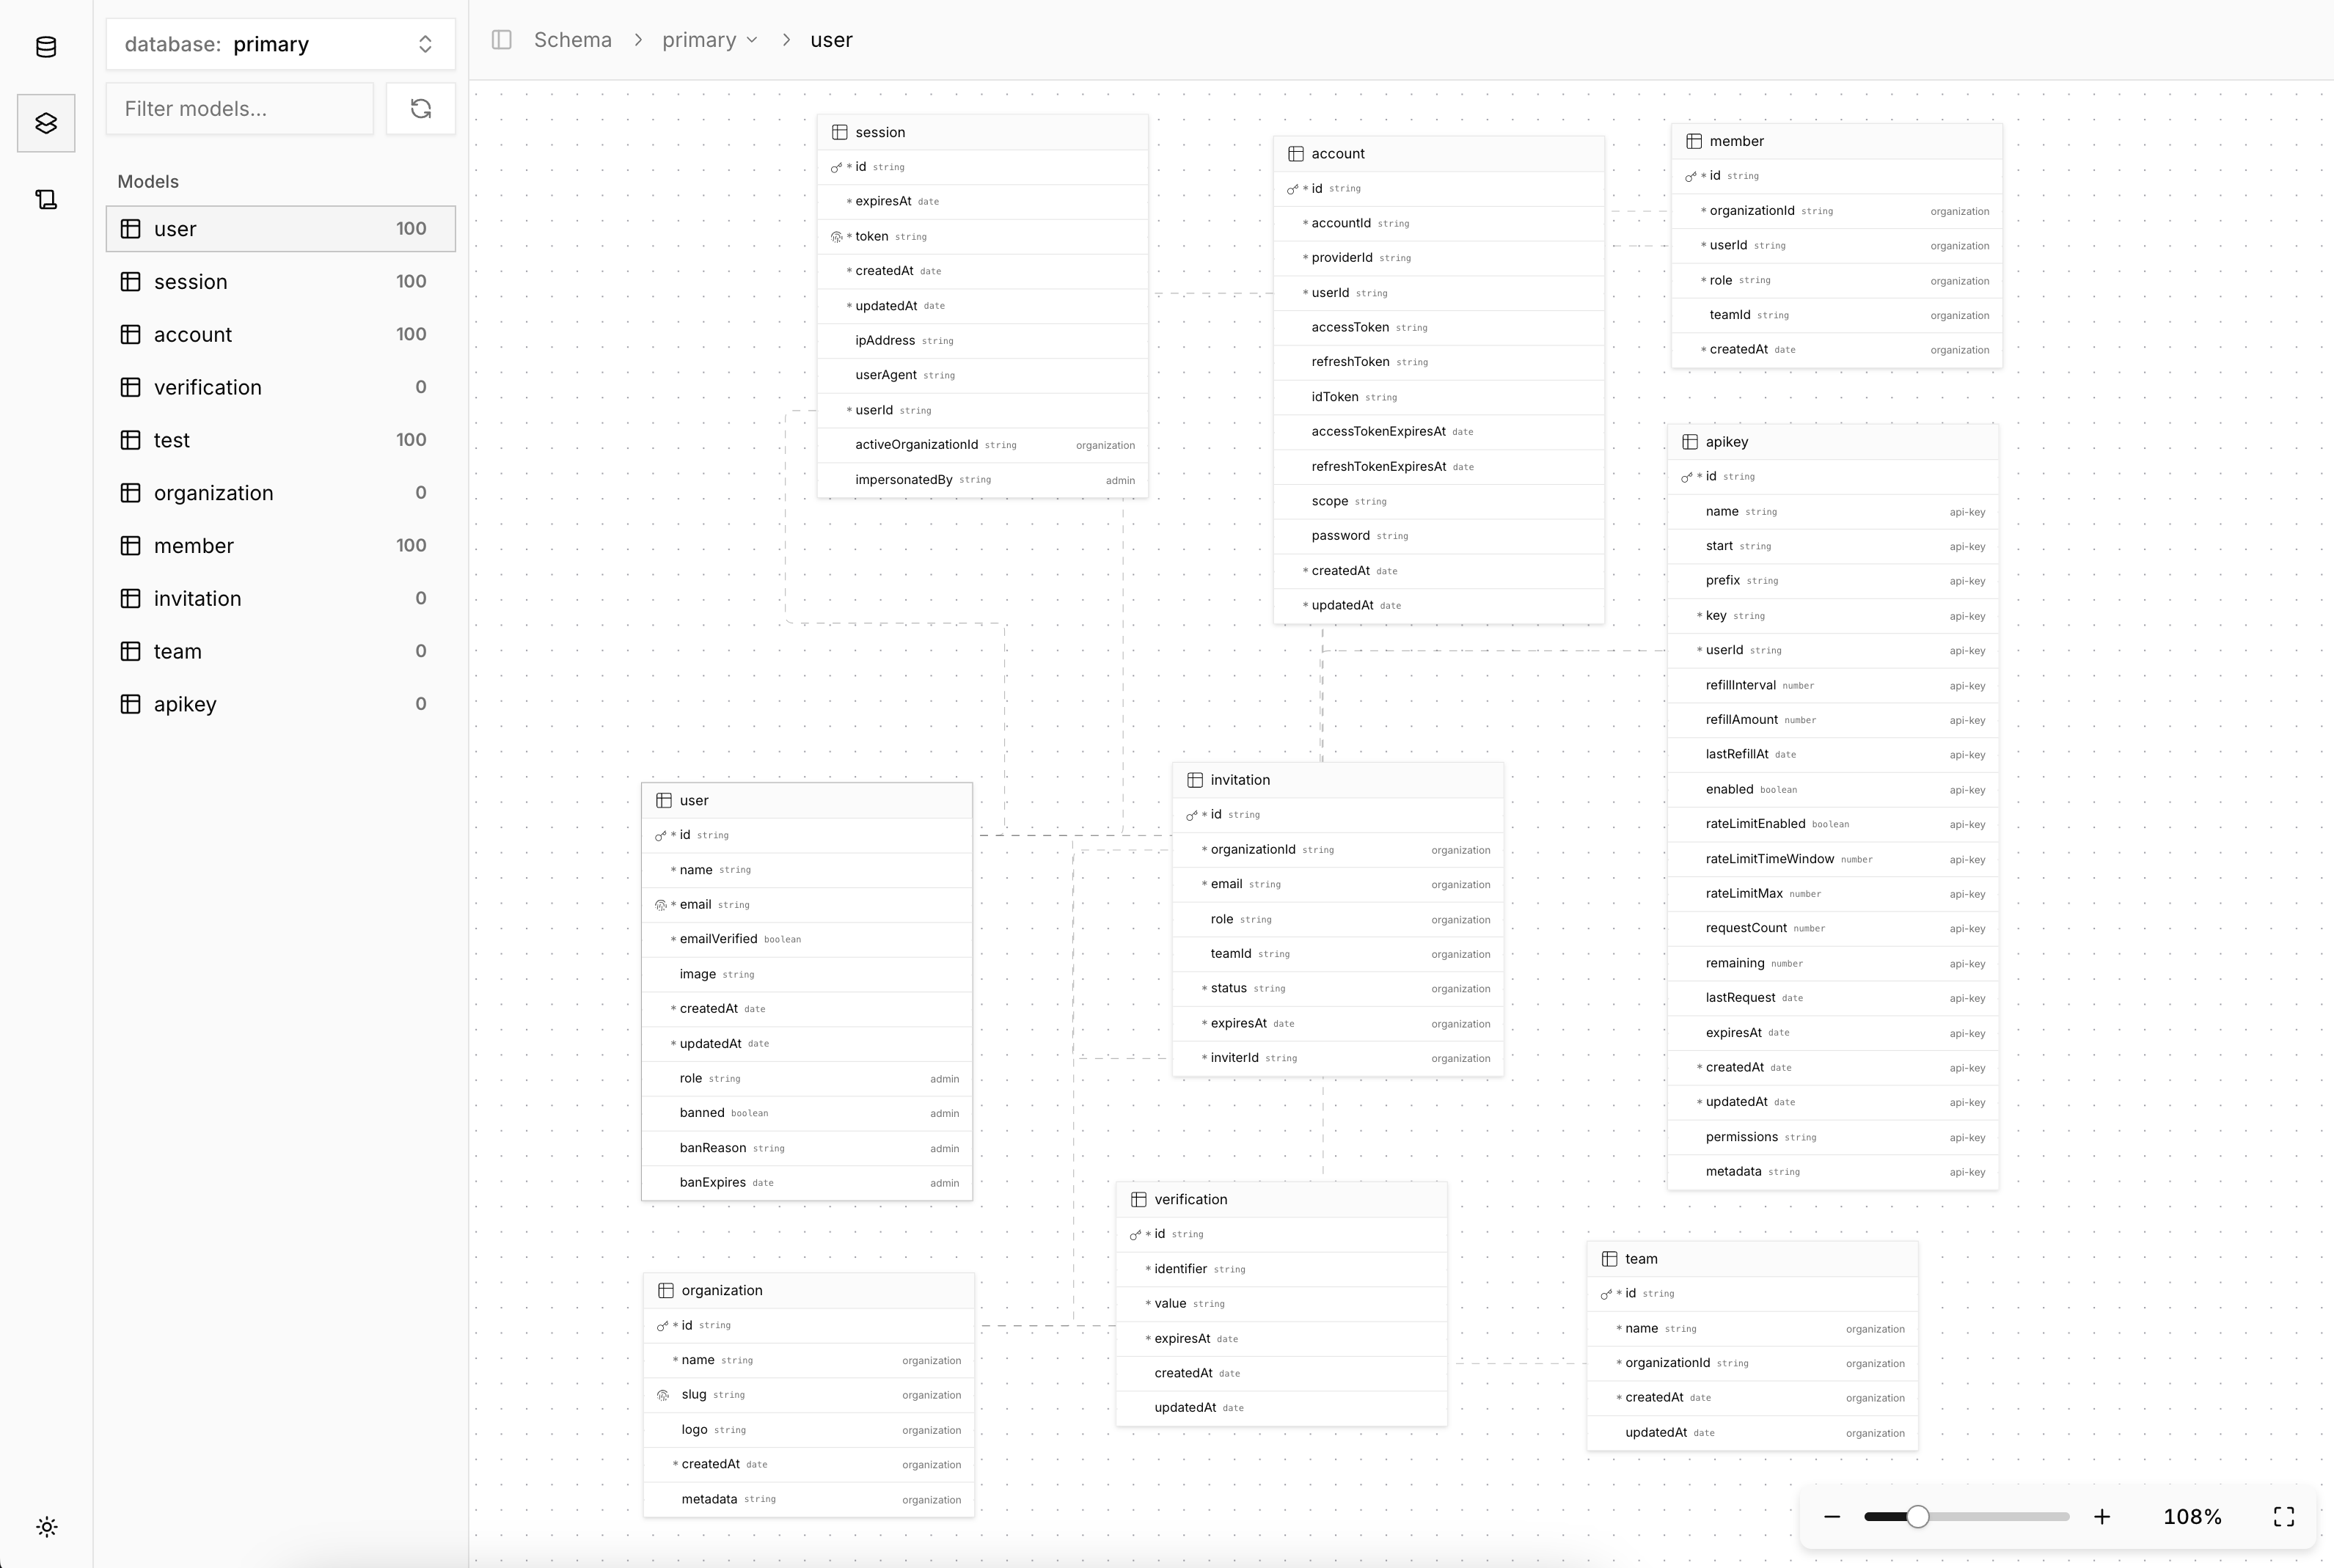 database: primary
Filter models...
Models
user 100
session 100
account 100
verification 0
test 100
organization 0
member 100
invitation 0
team 0
apikey 0
Schema > primary > user
session
* id string
* expiresAt date
* token string
* createdAt date
* updatedAt date
ipAddress string
userAgent string
* userId string
activeOrganizationId string organization
impersonatedBy string admin
account
* id string
* accountId string
* providerId string
* userId string
accessToken string
refreshToken string
idToken string
accessTokenExpiresAt date
refreshTokenExpiresAt date
scope string
password string
* createdAt date
* updatedAt date
member
* id string
* organizationId string organization
* userId string organization
* role string organization
teamId string organization
* createdAt date organization
apikey
* id string
name string api-key
start string api-key
prefix string api-key
* key string api-key
* userId string api-key
refillInterval number api-key
refillAmount number api-key
lastRefillAt date api-key
enabled boolean api-key
rateLimitEnabled boolean api-key
rateLimitTimeWindow number api-key
rateLimitMax number api-key
requestCount number api-key
remaining number api-key
lastRequest date api-key
expiresAt date api-key
* createdAt date api-key
* updatedAt date api-key
permissions string api-key
metadata string api-key
user
* id string
* name string
* email string
* emailVerified boolean
image string
* createdAt date
* updatedAt date
role string admin
banned boolean admin
banReason string admin
banExpires date admin
invitation
* id string
* organizationId string organization
* email string organization
role string organization
teamId string organization
* status string organization
* expiresAt date organization
* inviterId string organization
verification
* id string
* identifier string
* value string
* expiresAt date
createdAt date
updatedAt date
organization
* id string
* name string organization
slug string organization
logo string organization
* createdAt date organization
metadata string organization
team
* id string
* name string organization
* organizationId string organization
* createdAt date organization
updatedAt date organization
108%